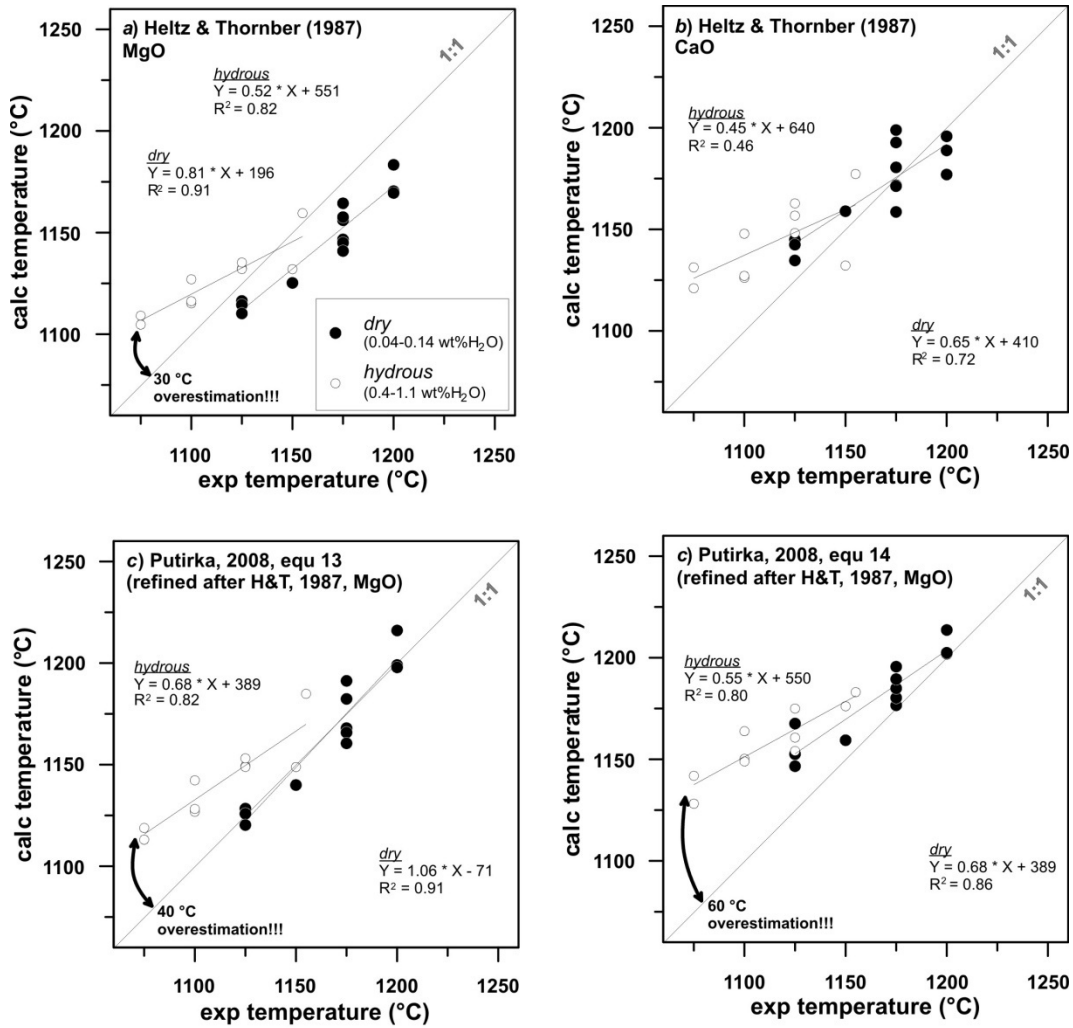 a) Heltz & Thornber (1987)
MgO
1:1
hydrous
Y = 0.52 * X + 551
R² = 0.82
dry
Y = 0.81 * X + 196
R² = 0.91
dry
(0.04-0.14 wt%H₂O)
hydrous
(0.4-1.1 wt%H₂O)
30 °C
overestimation!!!
calc temperature (°C)
1250
1200
1150
1100
1100 1150 1200 1250
exp temperature (°C)
b) Heltz & Thornber (1987)
CaO
1:1
hydrous
Y = 0.45 * X + 640
R² = 0.46
dry
Y = 0.65 * X + 410
R² = 0.72
calc temperature (°C)
1250
1200
1150
1100
1100 1150 1200 1250
exp temperature (°C)
c) Putirka, 2008, equ 13
(refined after H&T, 1987, MgO)
1:1
hydrous
Y = 0.68 * X + 389
R² = 0.82
dry
Y = 1.06 * X - 71
R² = 0.91
40 °C
overestimation!!!
calc temperature (°C)
1250
1200
1150
1100
1100 1150 1200 1250
exp temperature (°C)
c) Putirka, 2008, equ 14
(refined after H&T, 1987, MgO)
1:1
hydrous
Y = 0.55 * X + 550
R² = 0.80
dry
Y = 0.68 * X + 389
R² = 0.86
60 °C
overestimation!!!
calc temperature (°C)
1250
1200
1150
1100
1100 1150 1200 1250
exp temperature (°C)